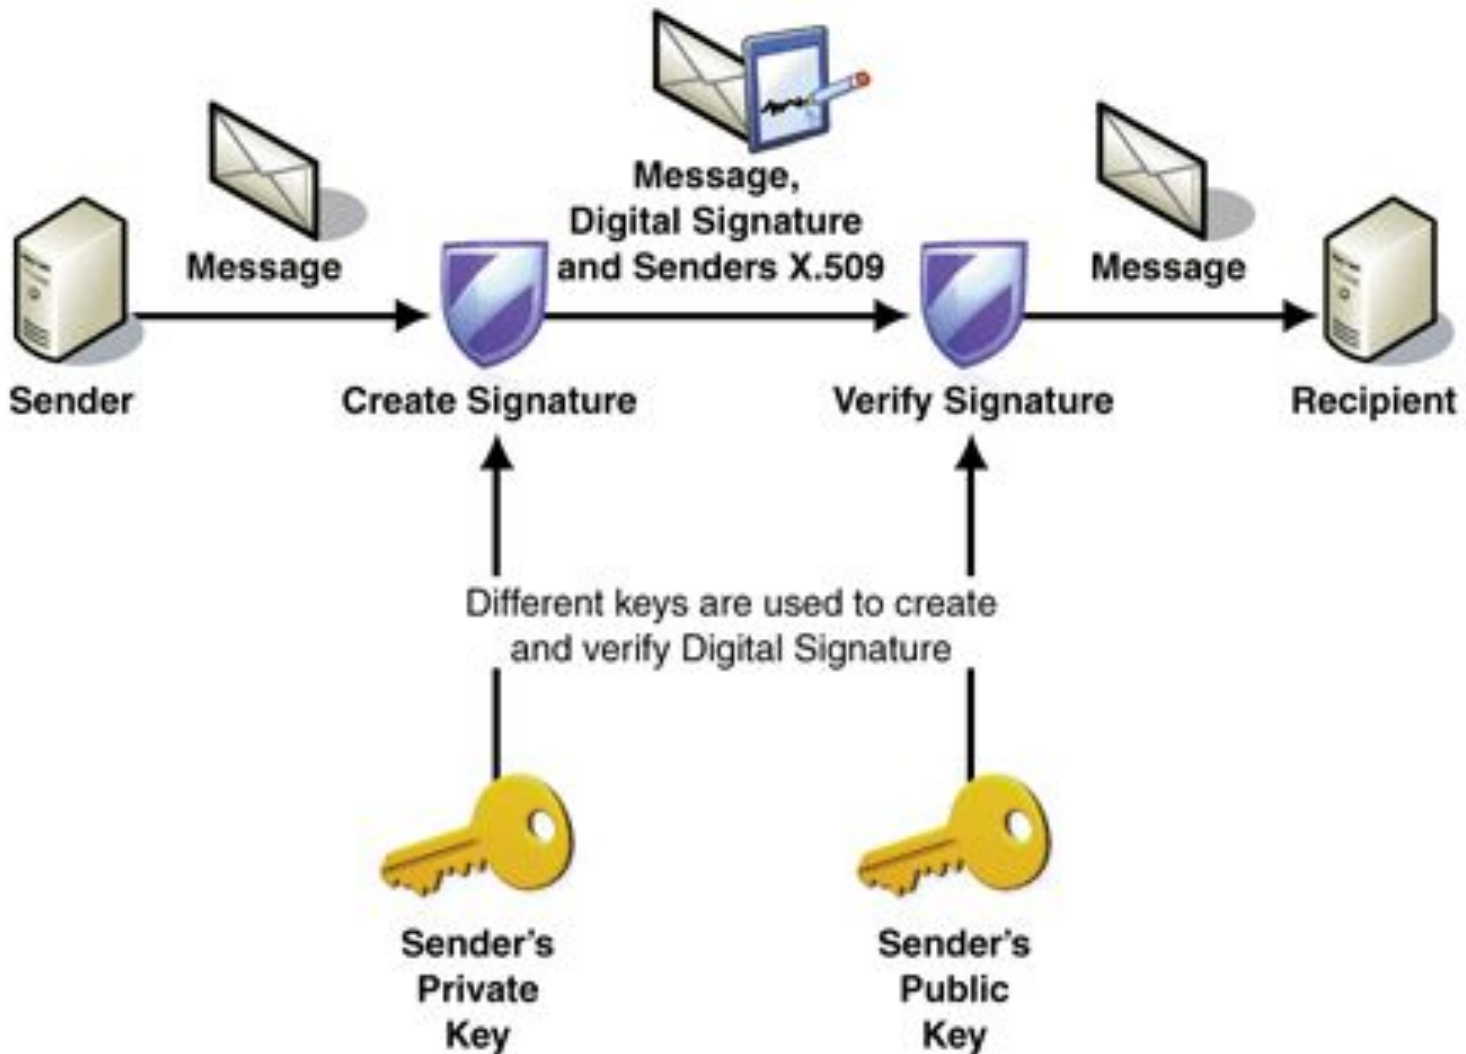 Message,
Digital Signature
and Senders X.509
Message
Message
Sender
Create Signature
Verify Signature
Recipient
Different keys are used to create
and verify Digital Signature
Sender's
Private
Key
Sender's
Public
Key